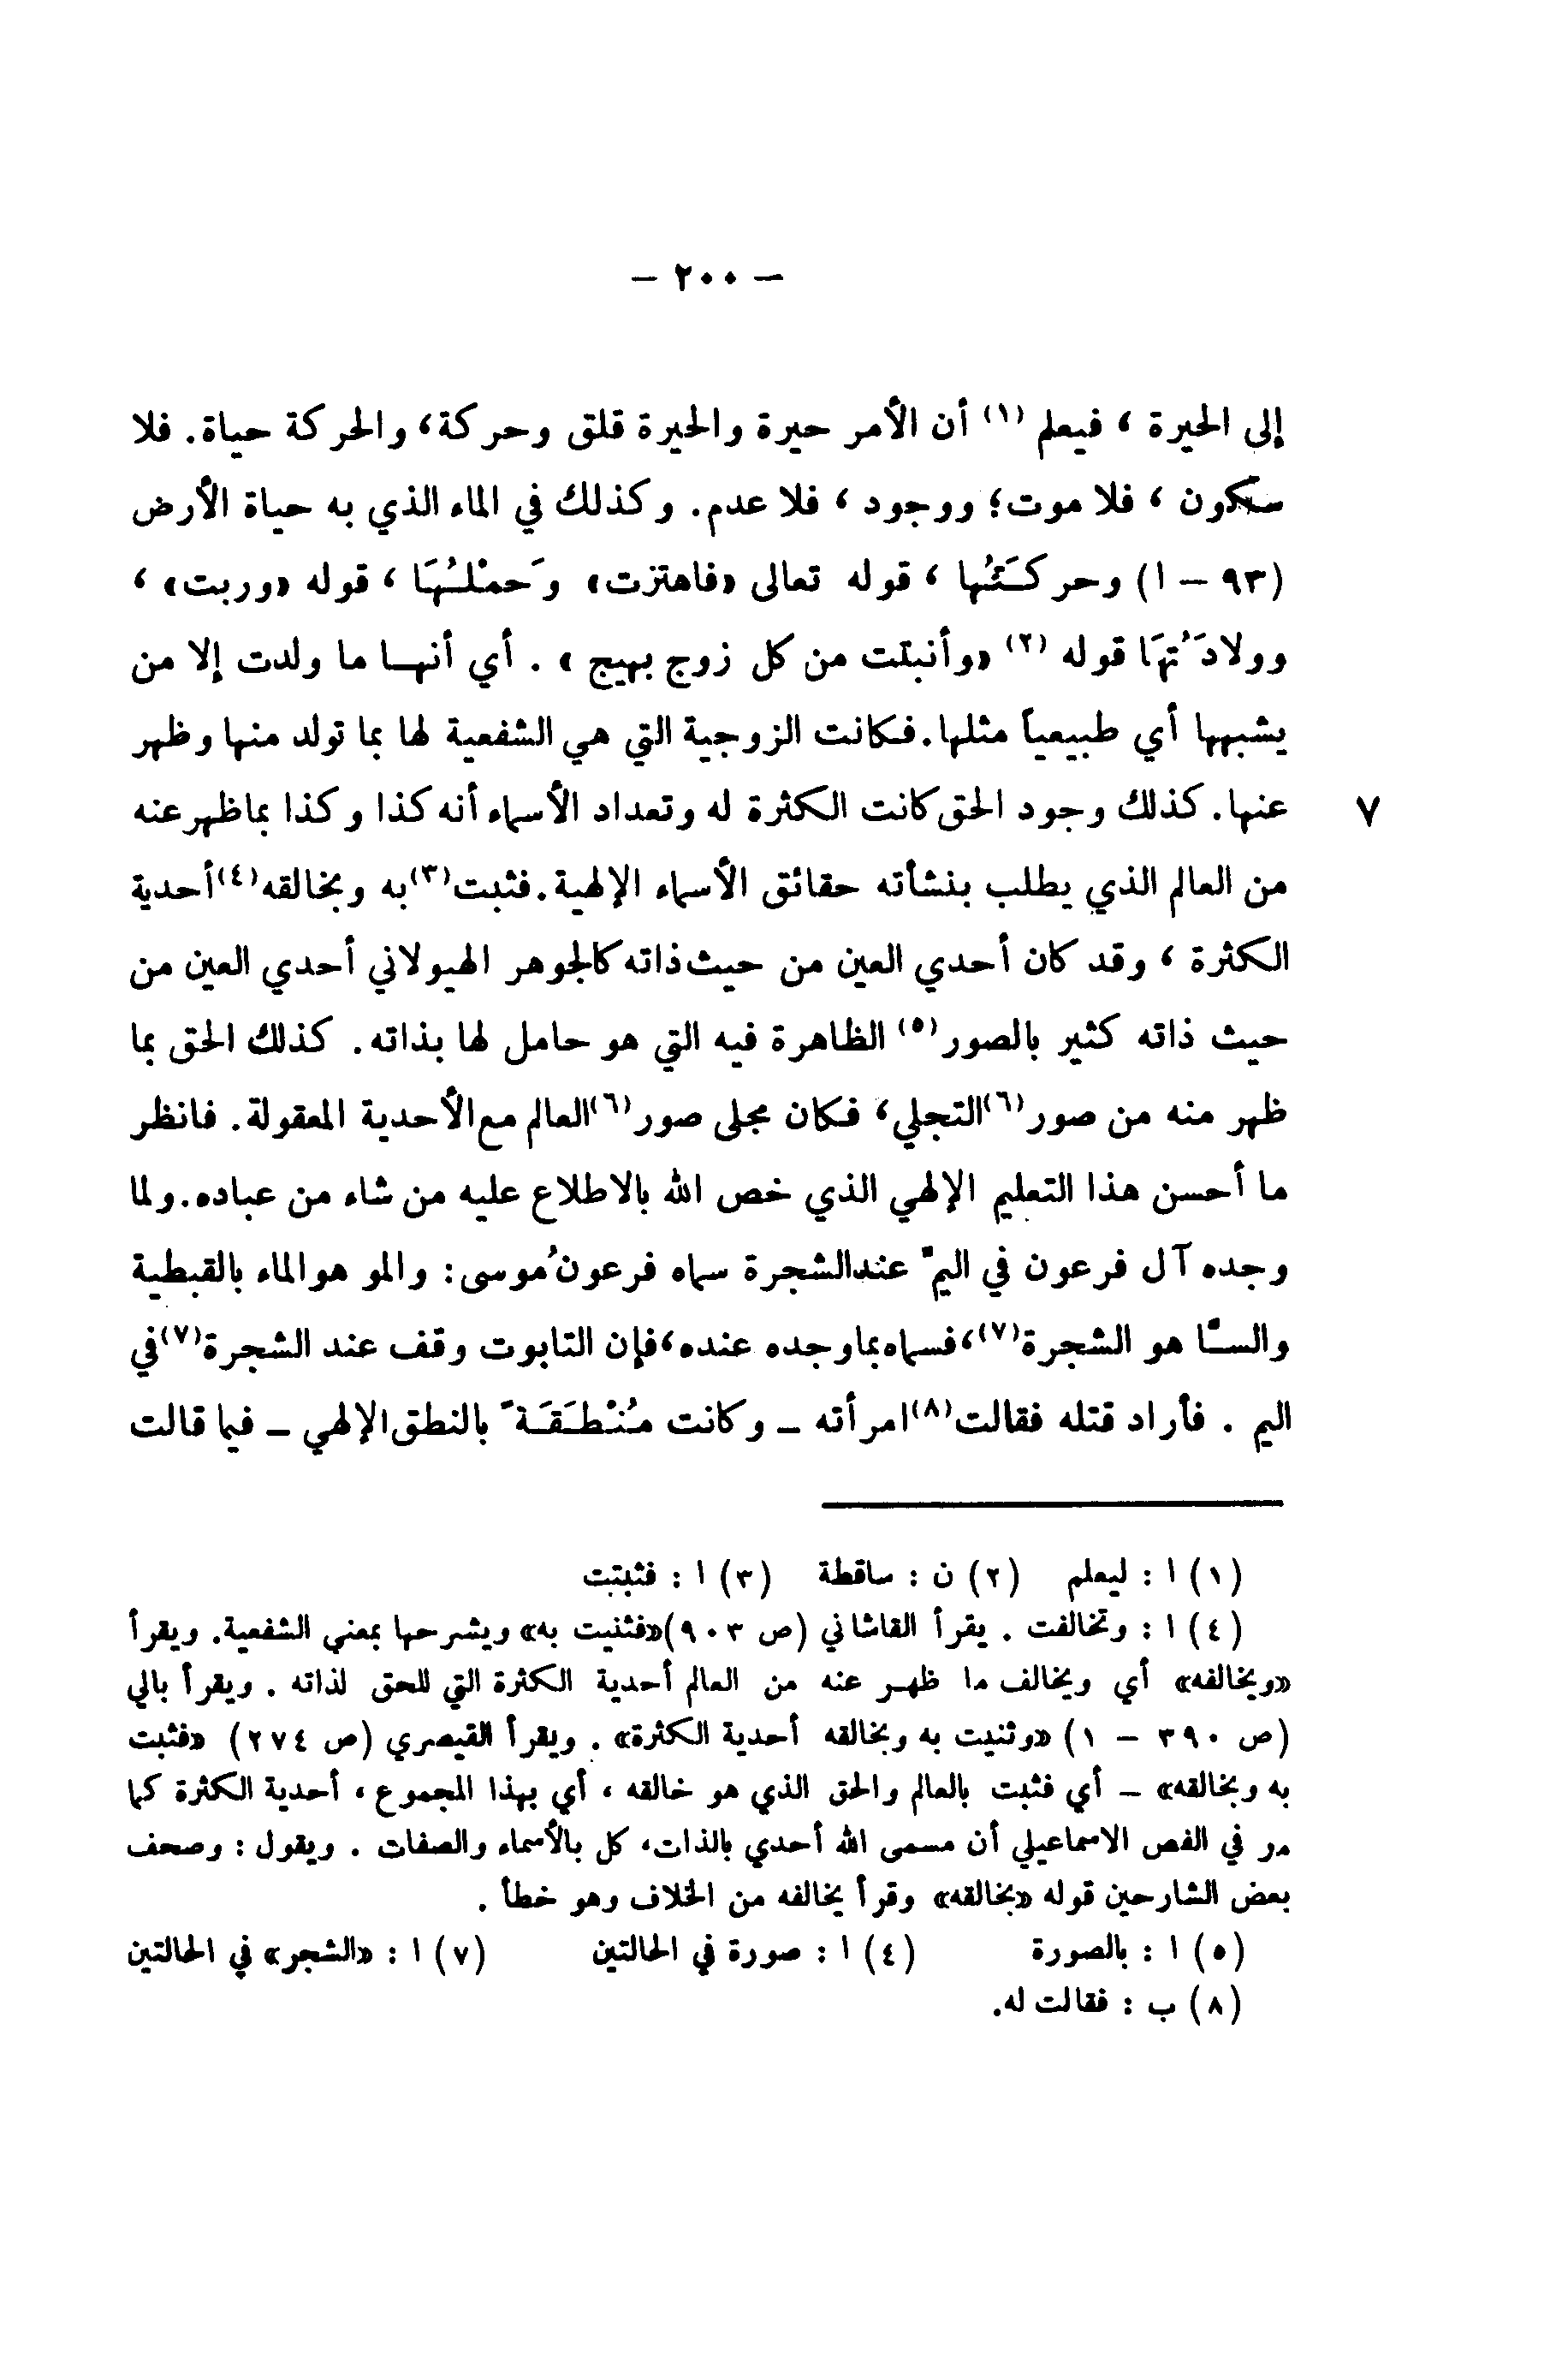 — ٢٠٠ —
إلى الحيرة ، فيعلم (١) أن الأمر حيرة والحيرة قلق وحركة، والحركة حياة. فلا
سكون ، فلا موت؛ ووجود ، فلا عدم. وكذلك في الماء الذي به حياة الأرض
(٩٣ – ا) وحركَتُها ، قوله تعالى «فاهتزت» وَحمْلُهَا ، قوله «وربت» ،
وولادَتُهَا قوله (٢) «وأنبتت من كل زوج بهيج » . أي أنهـا ما ولدت إلا من
يشبهها أي طبيعياً مثلها. فكانت الزوجية التي هي الشفعية لها بما تولد منها وظهر
٧ عنها. كذلك وجود الحق كانت الكثرة له وتعداد الأسماء أنه كذا وكذا بما ظهر عنه
من العالم الذي يطلب بنشأته حقائق الأسماء الإلهية. فثبت(٣) به وبخالقه(٤) أحدية
الكثرة ، وقد كان أحدي العين من حيث ذاته كالجوهر الهيولاني أحدي العين من
حيث ذاته كثير بالصور(٥) الظاهرة فيه التي هو حامل لها بذاته. كذلك الحق بما
ظهر منه من صور(٦) التجلي، فكان مجلى صور(٦) العالم مع الأحدية المعقولة. فانظر
ما أحسن هذا التعليم الإلهي الذي خص الله بالاطلاع عليه من شاء من عباده. ولما
وجده آل فرعون في اليمّ عند الشجرة سماه فرعون مُوسى: والمو هو الماء بالقبطية
والسَّا هو الشجرة(٧)، فسماه بما وجده عنده، فإن التابوت وقف عند الشجرة(٧) في
اليم . فأراد قتله فقالت(٨) امرأته – وكانت مُنْطَقَةً بالنطق الإلهي – فيما قالت
(١) ا : ليعلم (٢) ن : ساقطة (٣) ا : فثبتت
(٤) ا : وتخالفت . يقرأ القاشاني (ص ٩٠٣) «فثنيت به» ويشرحها بمعنى الشفعية. ويقرأ
«ويخالفه» أي ويخالف ما ظهـر عنه من العالم أحدية الكثرة التي للحق لذاته . ويقرأ بالي
(ص ٣٩٠ – ١) «وثنيت به وبخالقه أحدية الكثرة» . ويقرأ القيصري (ص ٢٧٤) «فثبت
به وبخالقه» – أي فثبت بالعالم والحق الذي هو خالقه ، أي بهذا المجموع ، أحدية الكثرة كما
مر في الفص الاسماعيلي أن مسمى الله أحدي بالذات، كل بالأسماء والصفات . ويقول : وصحف
بعض الشارحين قوله «بخالقه» وقرأ يخالفه من الخلاف وهو خطأ .
(٥) ا : بالصورة (٤) ا : صورة في الحالتين (٧) ا : «الشجر» في الحالتين
(٨) ب : فقالت له.